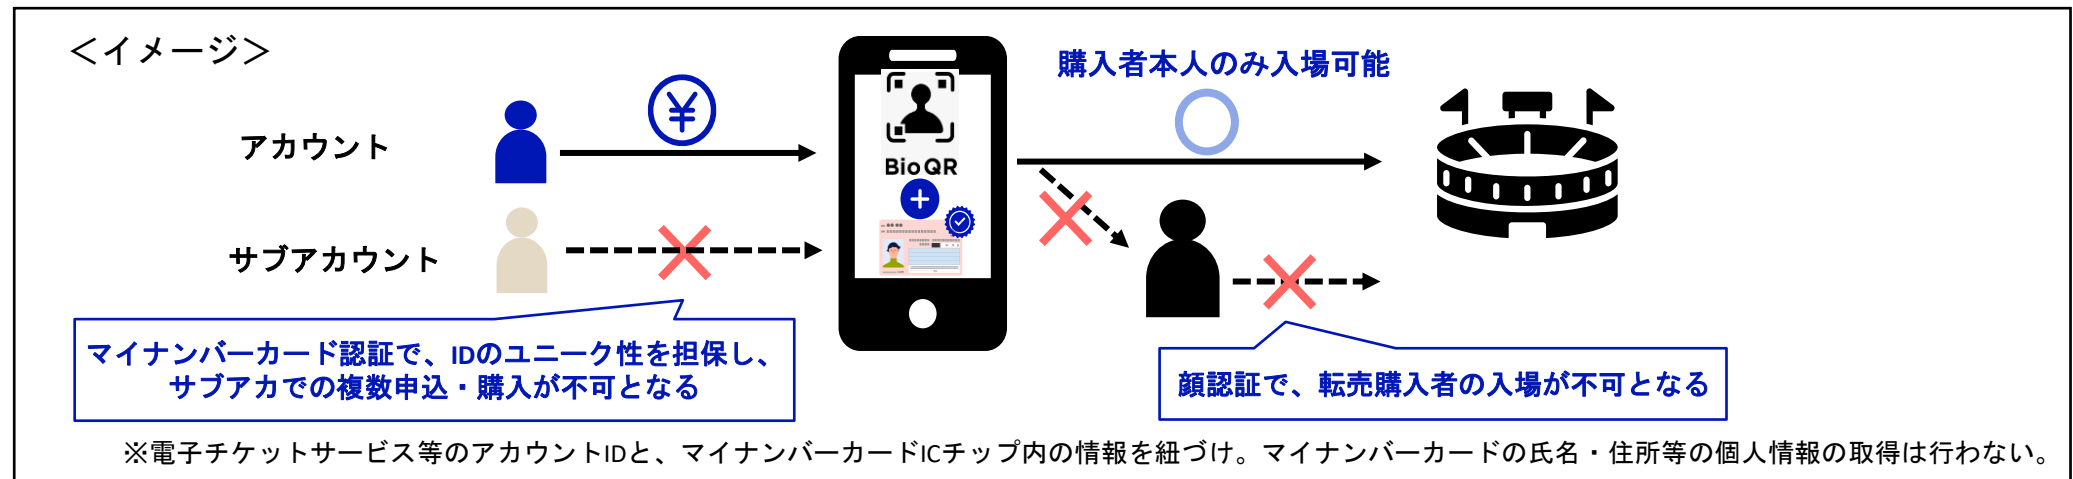 ＜イメージ＞
購入者本人のみ入場可能
アカウント
¥
Bio QR
サブアカウント
マイナンバーカード認証で、IDのユニーク性を担保し、
サブアカでの複数申込・購入が不可となる
顔認証で、転売購入者の入場が不可となる
※電子チケットサービス等のアカウントIDと、マイナンバーカードICチップ内の情報を紐づけ。マイナンバーカードの氏名・住所等の個人情報の取得は行わない。